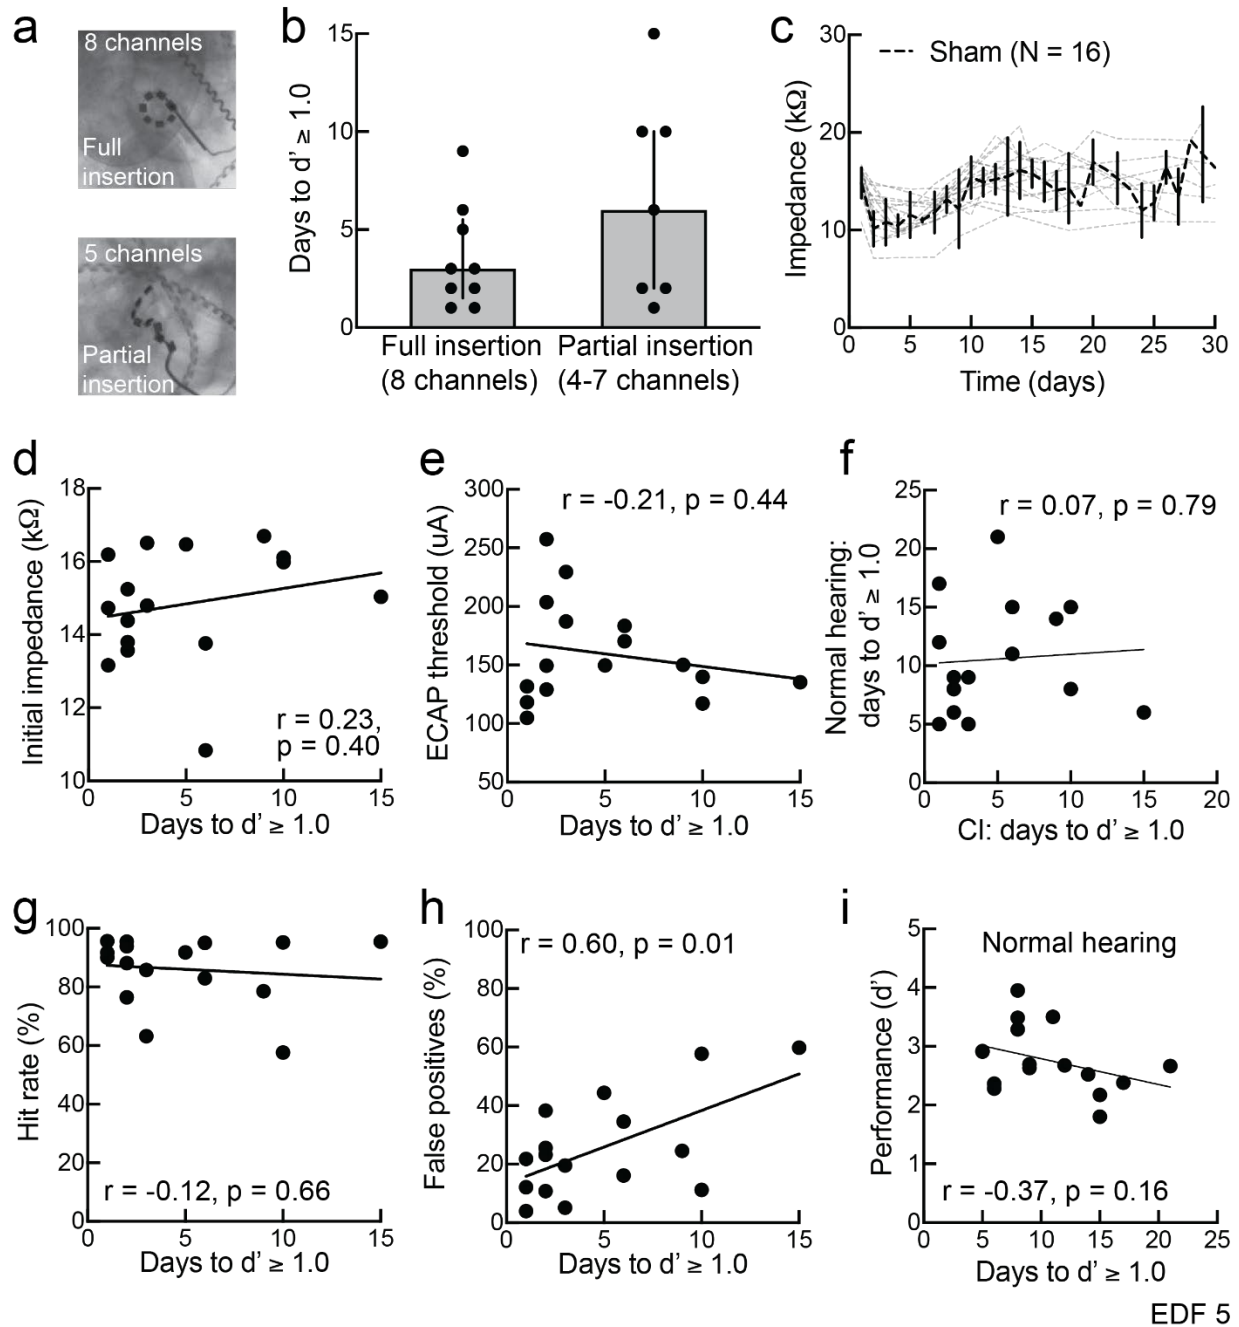 a
8 channels
Full
insertion
5 channels
Partial
insertion
b
Days to d’ ≥ 1.0
15
10
5
0
Full insertion
(8 channels)
Partial insertion
(4-7 channels)
c
Impedance (kΩ)
30
20
10
0
Sham (N = 16)
0 5 10 15 20 25 30
Time (days)
d
Initial impedance (kΩ)
18
16
14
12
10
r = 0.23,
p = 0.40
0 5 10 15
Days to d’ ≥ 1.0
e
ECAP threshold (uA)
300
250
200
150
100
50
r = -0.21, p = 0.44
0 5 10 15
Days to d’ ≥ 1.0
f
Normal hearing:
days to d’ ≥ 1.0
25
20
15
10
5
0
r = 0.07, p = 0.79
0 5 10 15 20
CI: days to d’ ≥ 1.0
g
Hit rate (%)
100
80
60
40
20
0
r = -0.12, p = 0.66
0 5 10 15
Days to d’ ≥ 1.0
h
False positives (%)
100
80
60
40
20
0
r = 0.60, p = 0.01
0 5 10 15
Days to d’ ≥ 1.0
i
Performance (d’)
5
4
3
2
1
0
Normal hearing
r = -0.37, p = 0.16
0 5 10 15 20 25
Days to d’ ≥ 1.0
EDF 5